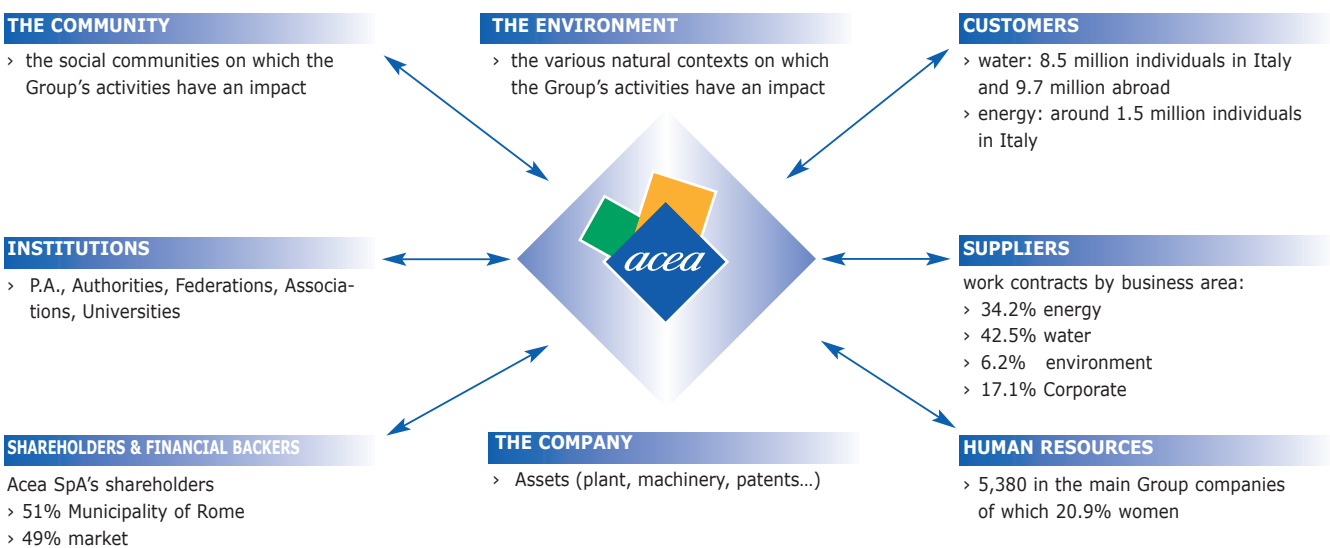 THE COMMUNITY
› the social communities on which the
Group’s activities have an impact
THE ENVIRONMENT
› the various natural contexts on which
the Group’s activities have an impact
CUSTOMERS
› water: 8.5 million individuals in Italy
and 9.7 million abroad
› energy: around 1.5 million individuals
in Italy
INSTITUTIONS
› P.A., Authorities, Federations, Associa-
tions, Universities
acea
SUPPLIERS
work contracts by business area:
› 34.2% energy
› 42.5% water
› 6.2% environment
› 17.1% Corporate
SHAREHOLDERS & FINANCIAL BACKERS
Acea SpA’s shareholders
› 51% Municipality of Rome
› 49% market
THE COMPANY
› Assets (plant, machinery, patents…)
HUMAN RESOURCES
› 5,380 in the main Group companies
of which 20.9% women